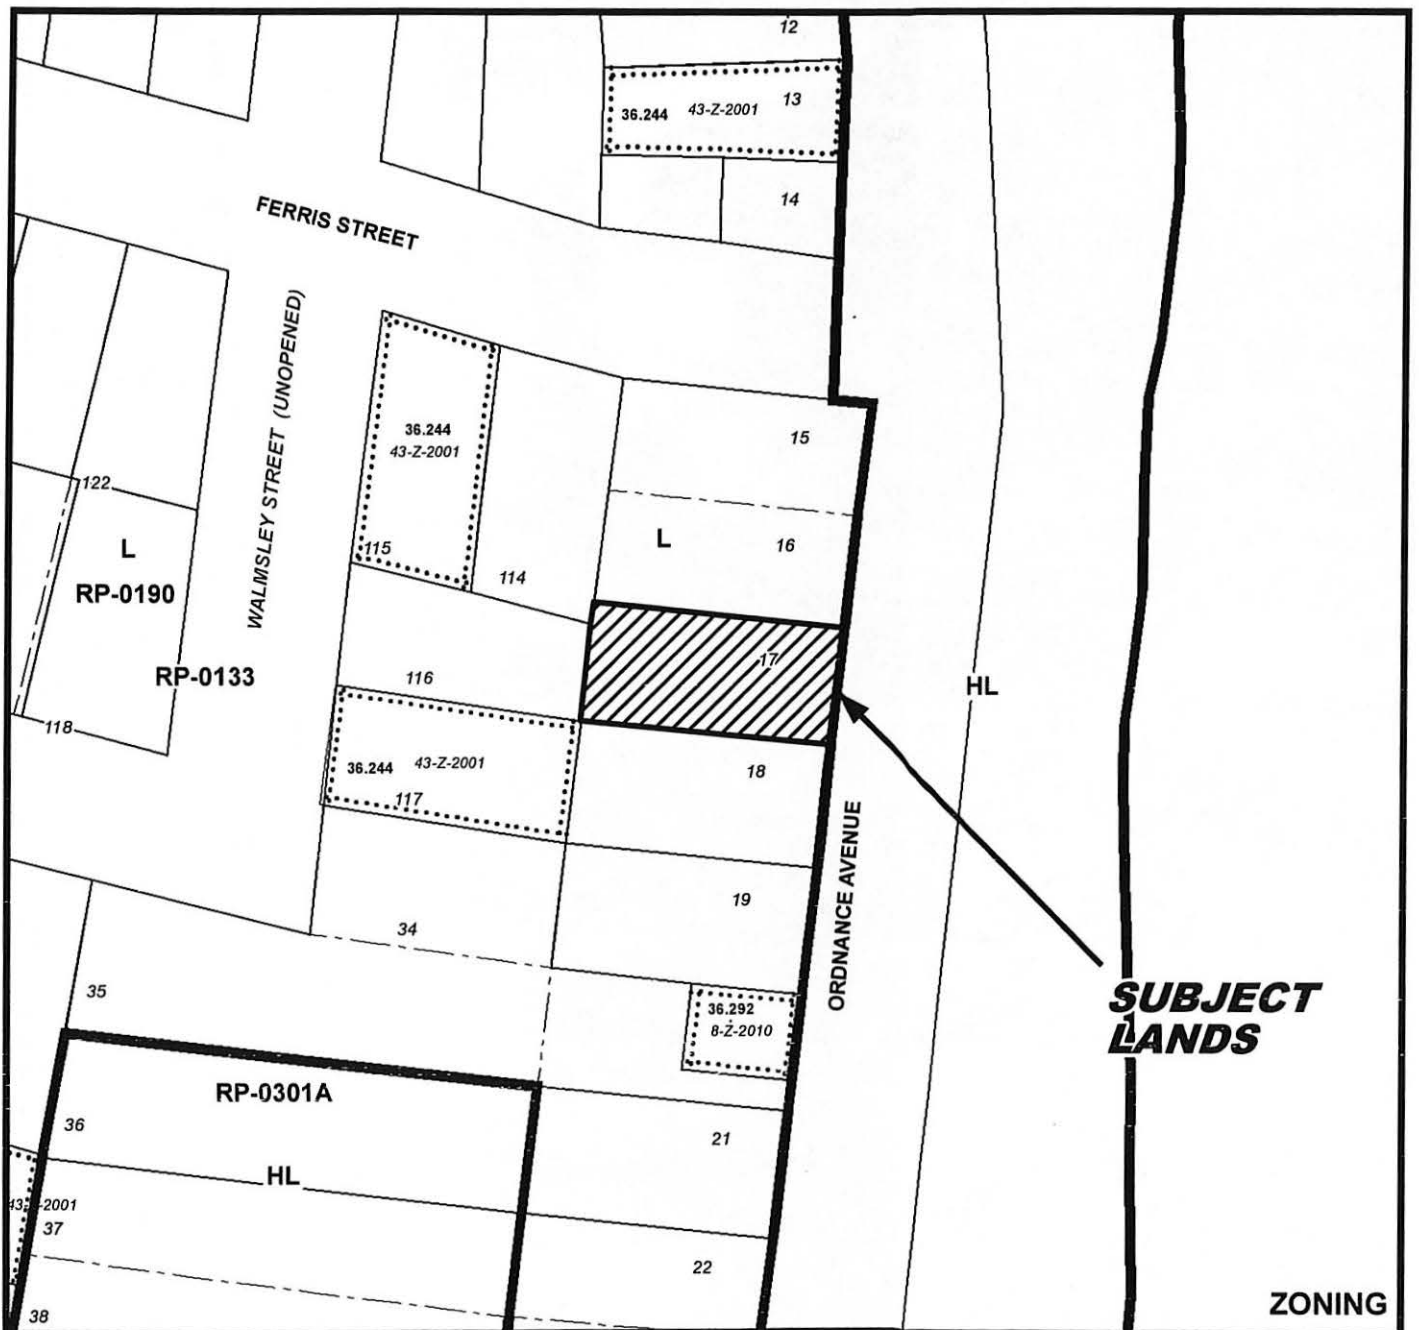 12
36.244 43-Z-2001 13
14
FERRIS STREET
WALMSLEY STREET (UNOPENED)
36.244
43-Z-2001
115
114
15
L 16
122
L
RP-0190
RP-0133
17
116
HL
118
36.244 43-Z-2001
117
18
ORDNANCE AVENUE
19
34
35
SUBJECT
LANDS
36.292
8-Z-2010
RP-0301A
36
21
HL
37
22
38
ZONING